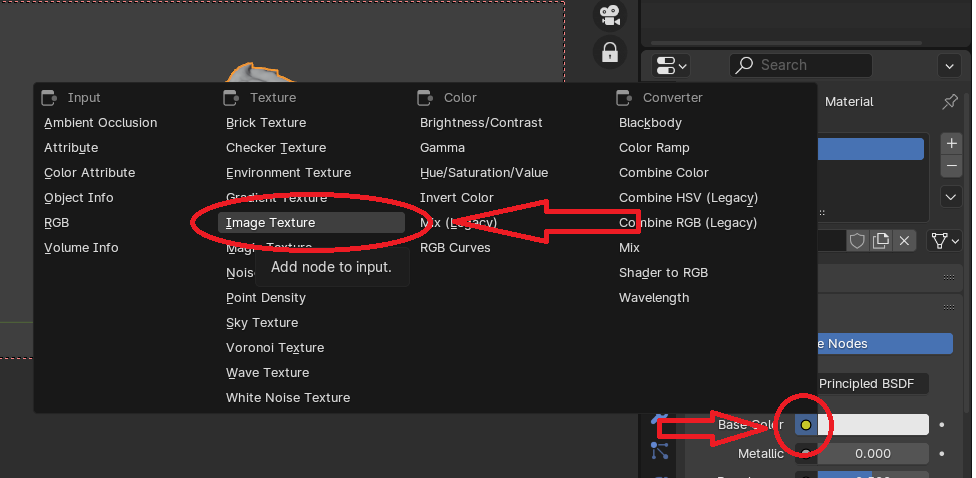 Search
Input
Ambient Occlusion
Attribute
Color Attribute
Object Info
RGB
Volume Info
Texture
Brick Texture
Checker Texture
Environment Texture
Gradient Texture
Image Texture
Magic Texture
Noise
Point Density
Sky Texture
Voronoi Texture
Wave Texture
White Noise Texture
Add node to input.
Color
Brightness/Contrast
Gamma
Hue/Saturation/Value
Invert Color
Mix (Legacy)
RGB Curves
Converter
Blackbody
Color Ramp
Combine Color
Combine HSV (Legacy)
Combine RGB (Legacy)
Mix
Shader to RGB
Wavelength
Material
e Nodes
Principled BSDF
Base Color
Metallic
0.000